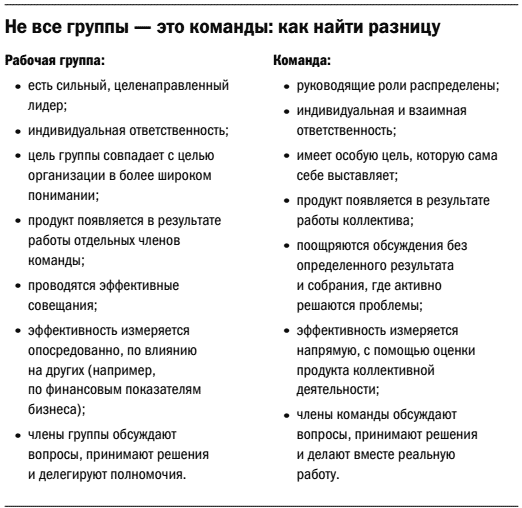 Не все группы — это команды: как найти разницу
Рабочая группа:
• есть сильный, целенаправленный
лидер;
• индивидуальная ответственность;
• цель группы совпадает с целью
организации в более широком
понимании;
• продукт появляется в результате
работы отдельных членов
команды;
• проводятся эффективные
совещания;
• эффективность измеряется
опосредованно, по влиянию
на других (например,
по финансовым показателям
бизнеса);
• члены группы обсуждают
вопросы, принимают решения
и делегируют полномочия.
Команда:
• руководящие роли распределены;
• индивидуальная и взаимная
ответственность;
• имеет особую цель, которую сама
себе выставляет;
• продукт появляется в результате
работы коллектива;
• поощряются обсуждения без
определенного результата
и собрания, где активно
решаются проблемы;
• эффективность измеряется
напрямую, с помощью оценки
продукта коллективной
деятельности;
• члены команды обсуждают
вопросы, принимают решения
и делают вместе реальную
работу.